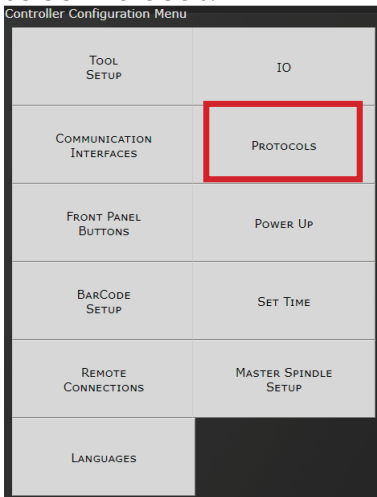 Controller Configuration Menu
Tool
Setup
IO
Communication
Interfaces
Protocols
Front Panel
Buttons
Power Up
BarCode
Setup
Set Time
Remote
Connections
Master Spindle
Setup
Languages